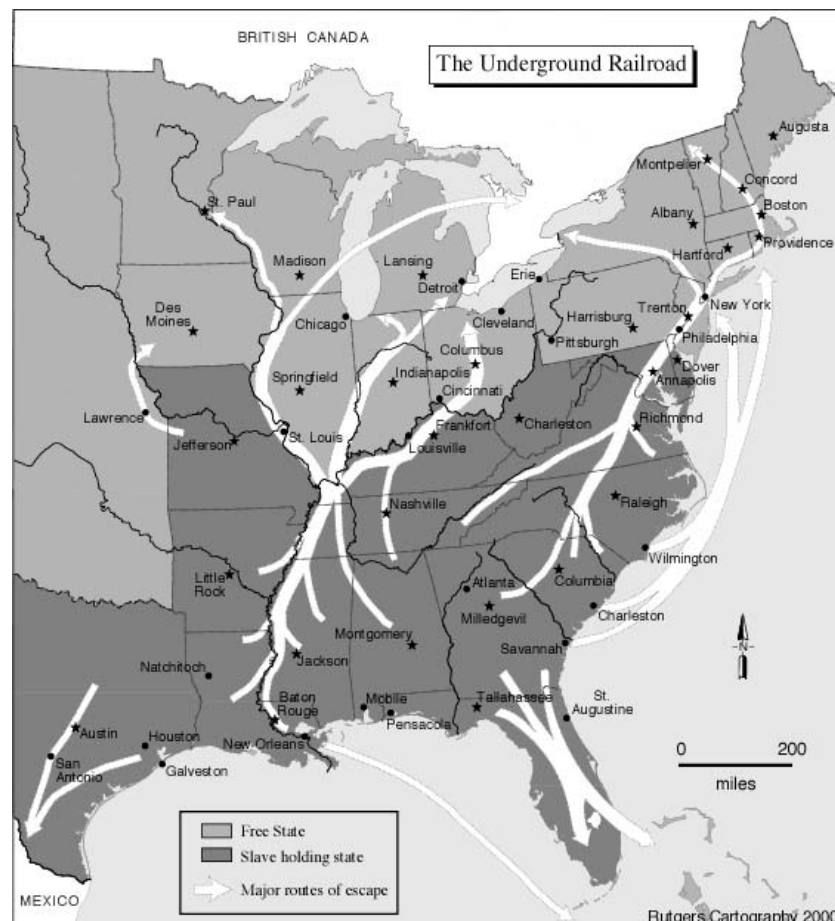 BRITISH CANADA
The Underground Railroad
Augusta
Montpelier
Concord
St. Paul
Boston
Albany
Madison
Lansing
Hartford
Providence
Detroit
Erie
Des
Moines
Chicago
Cleveland
Harrisburg
Trenton
New York
Pittsburgh
Philadelphia
Columbus
Springfield
Indianapolis
Dover
Annapolis
Cincinnati
Lawrence
Jefferson
St. Louis
Frankfort
Louisville
Charleston
Richmond
Nashville
Raleigh
Wilmington
Little
Rock
Atlanta
Columbia
Milledgevil
Charleston
Montgomery
Savannah
-N-
Natchitoch
Jackson
Baton
Rouge
Mobile
Tallahassee
St.
Augustine
Pensacola
Austin
Houston
New Orleans
San
Antonio
Galveston
0 200
miles
Free State
Slave holding state
Major routes of escape
MEXICO
Rutgers Cartography 2000